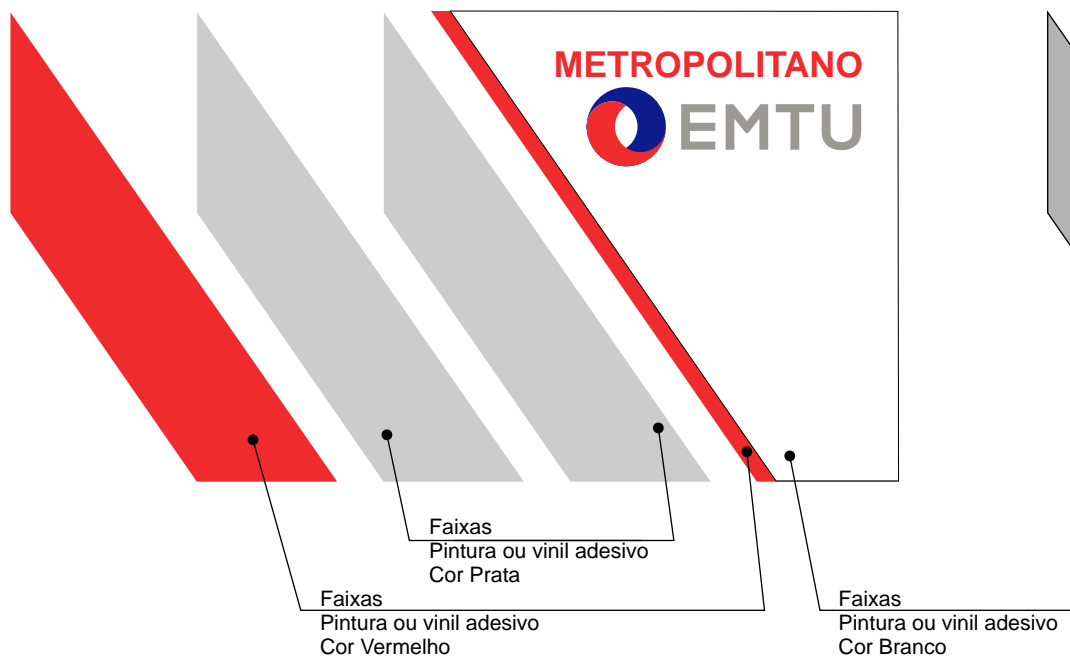 METROPOLITANO
EMTU
Faixas
Pintura ou vinil adesivo
Cor Prata
Faixas
Pintura ou vinil adesivo
Cor Vermelho
Faixas
Pintura ou vinil adesivo
Cor Branco